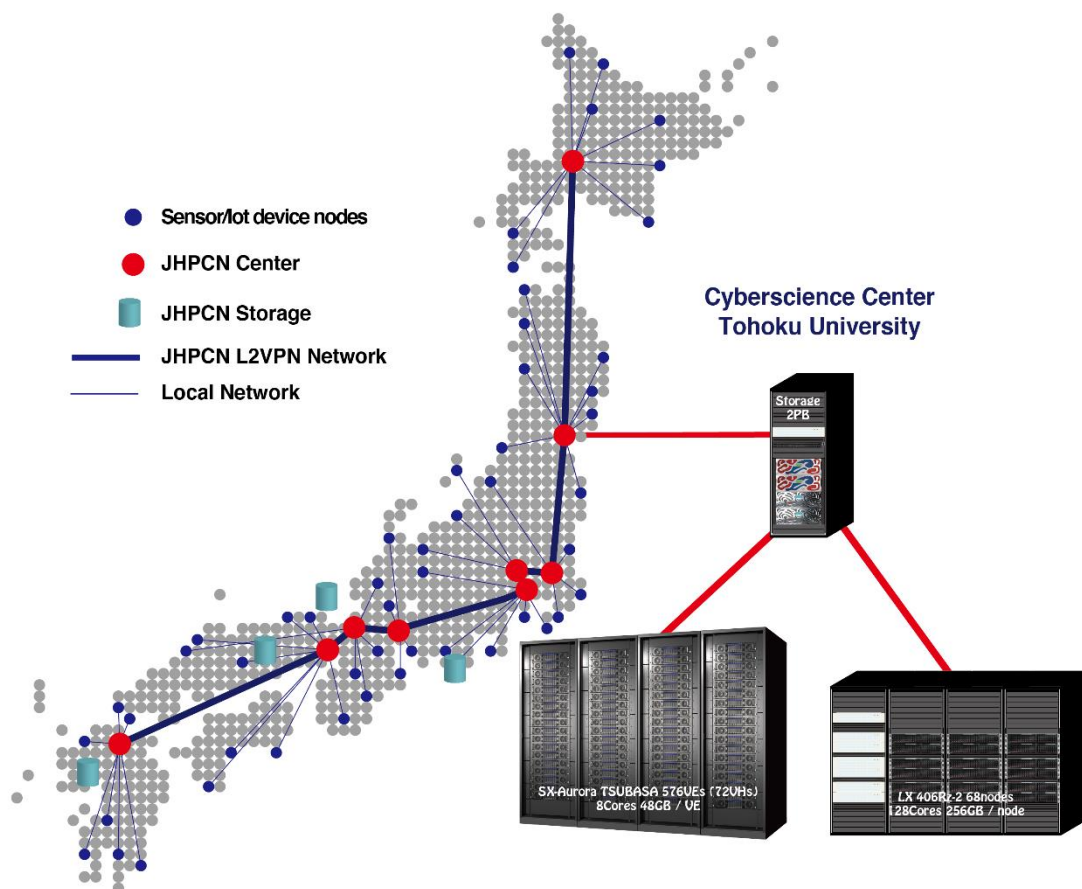 Sensor/Iot device nodes
JHPCN Center
JHPCN Storage
JHPCN L2VPN Network
Local Network
Cyberscience Center
Tohoku University
Storage
2PB
SX-Aurora TSUBASA 576VEs (72VHs)
8Cores 48GB / VE
LX 406Rz-2 68nodes
128Cores 256GB / node